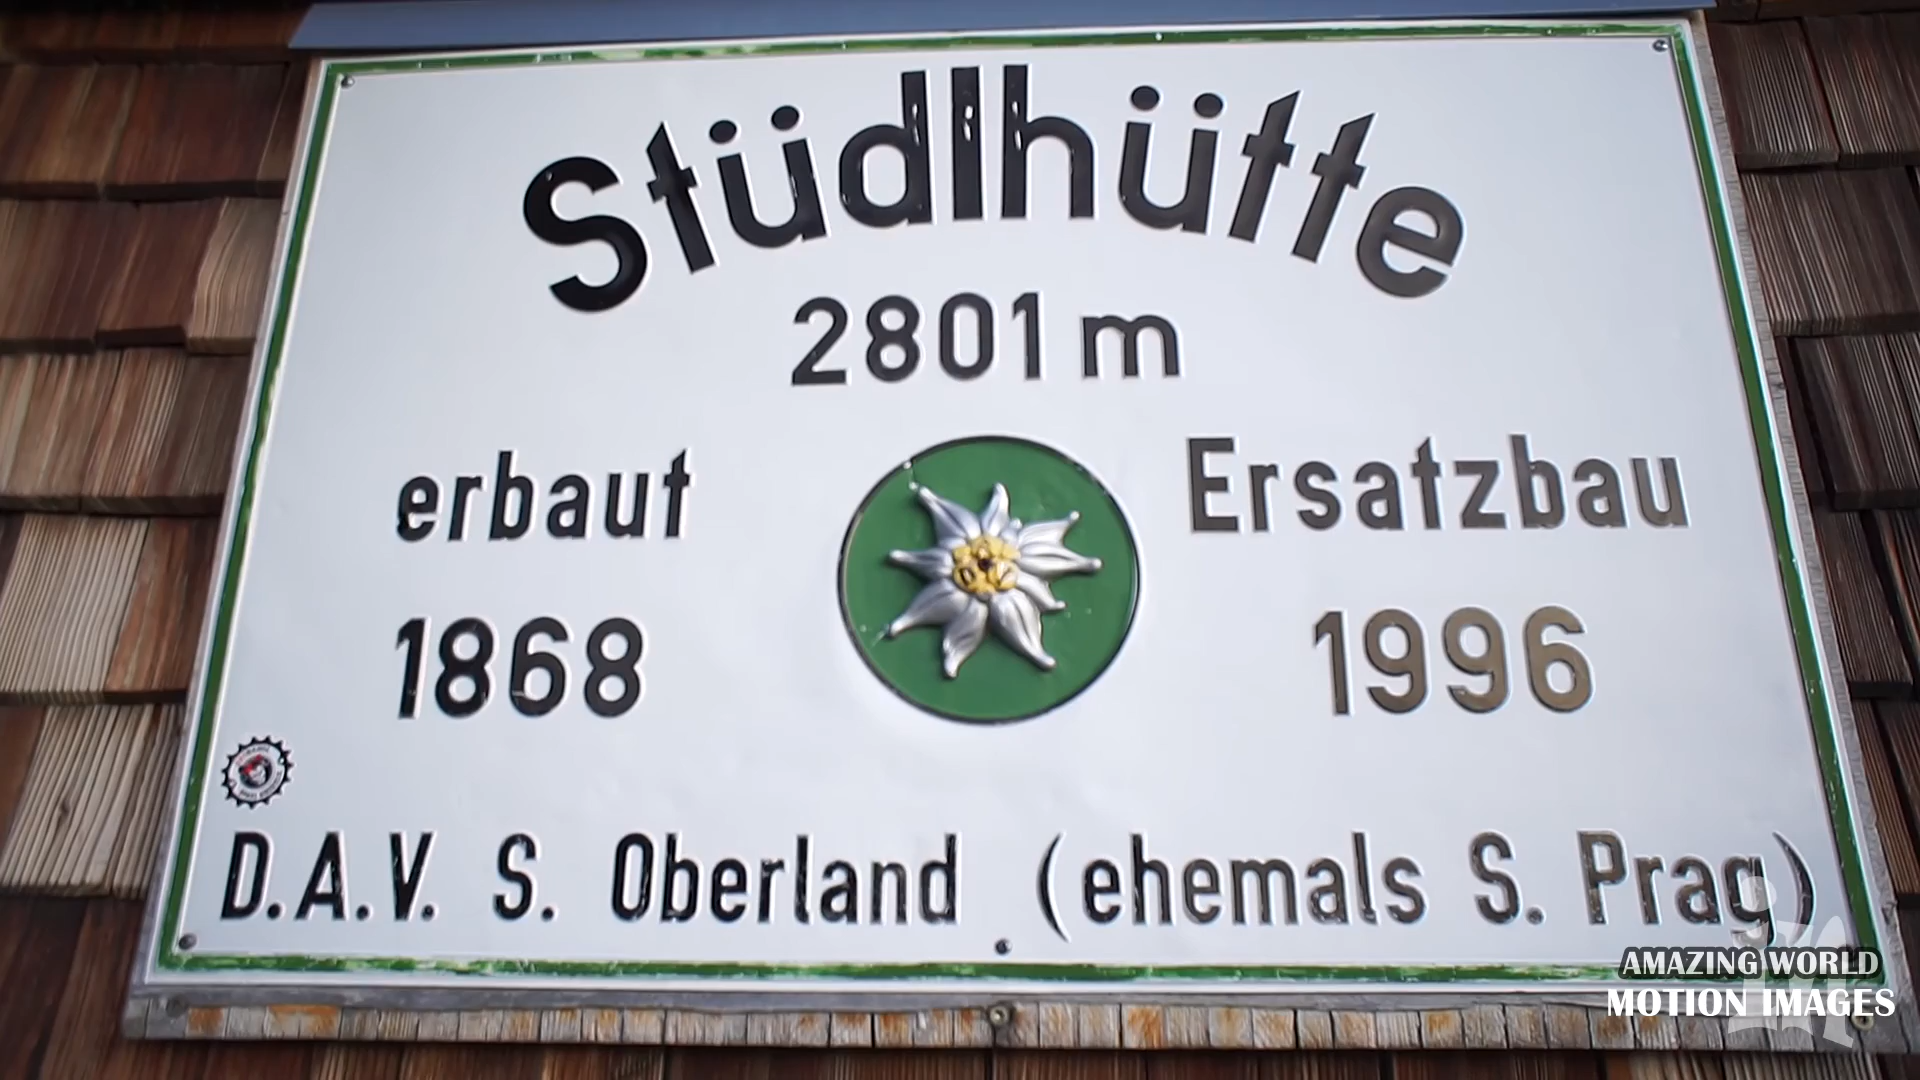 Stüdlhütte
2801 m
erbaut
1868
Ersatzbau
1996
D.A.V. S. Oberland (ehemals S. Prag)
AMAZING WORLD
MOTION IMAGES